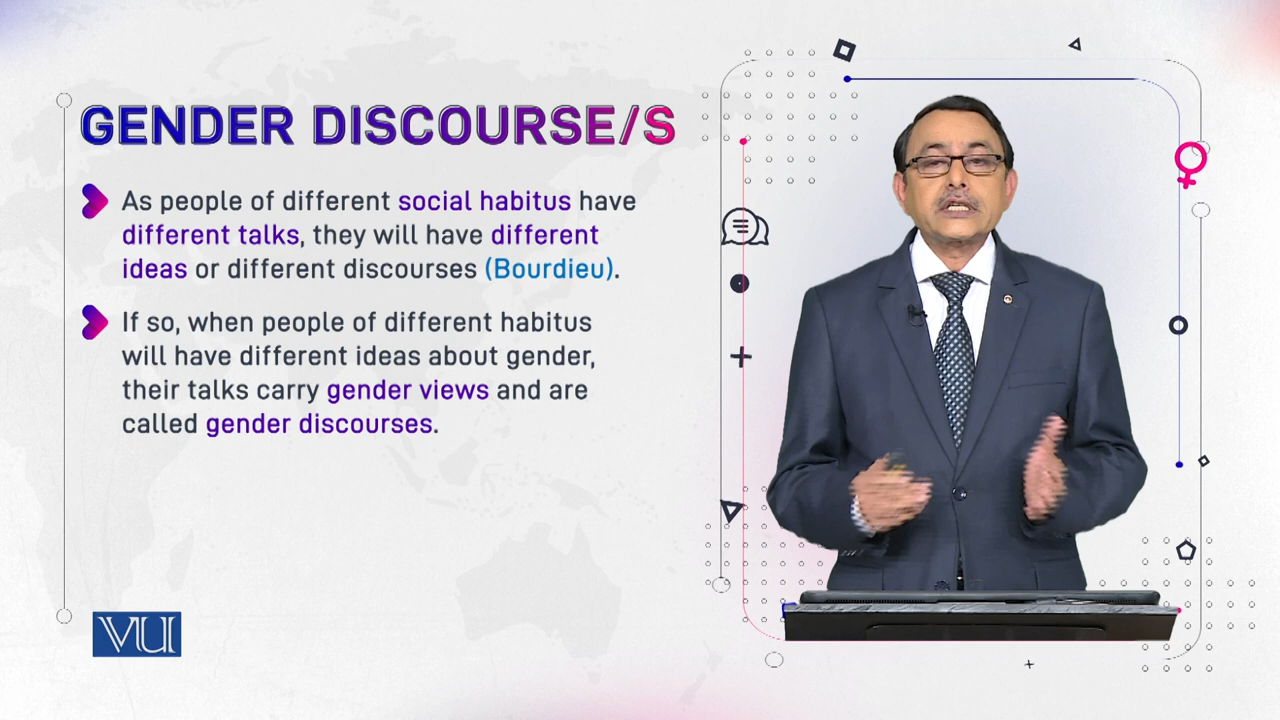 GENDER DISCOURSE/S
As people of different social habitus have
different talks, they will have different
ideas or different discourses (Bourdieu).
If so, when people of different habitus
will have different ideas about gender,
their talks carry gender views and are
called gender discourses.
VU